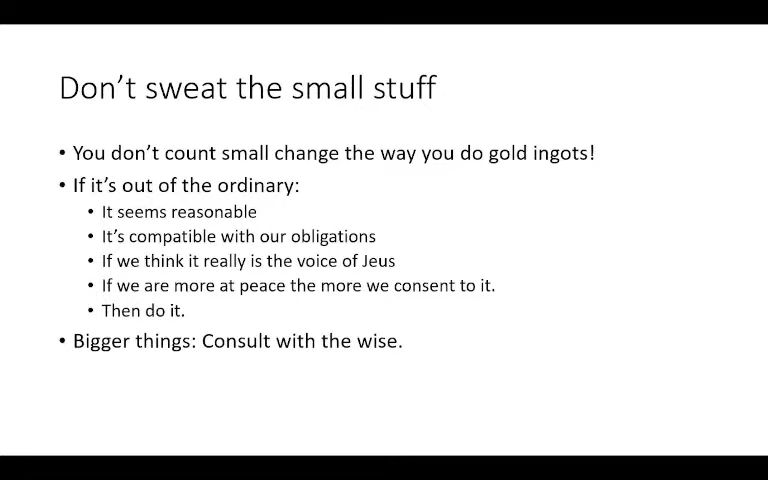 Don't sweat the small stuff
• You don't count small change the way you do gold ingots!
• If it's out of the ordinary:
• It seems reasonable
• It's compatible with our obligations
• If we think it really is the voice of Jeus
• If we are more at peace the more we consent to it.
• Then do it.
• Bigger things: Consult with the wise.